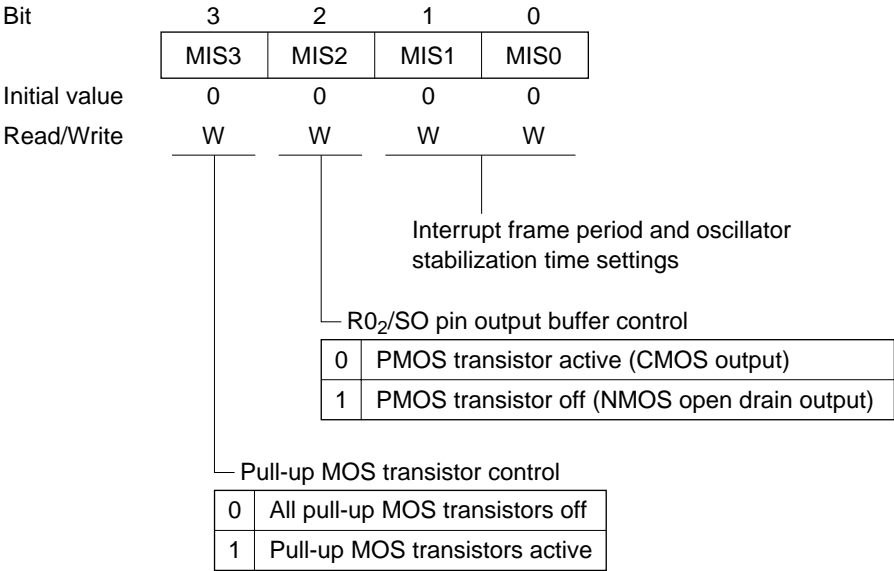 Bit 3 2 1 0
MIS3 MIS2 MIS1 MIS0
Initial value 0 0 0 0
Read/Write W W W W
Interrupt frame period and oscillator
stabilization time settings
R0₂/SO pin output buffer control
0 PMOS transistor active (CMOS output)
1 PMOS transistor off (NMOS open drain output)
Pull-up MOS transistor control
0 All pull-up MOS transistors off
1 Pull-up MOS transistors active